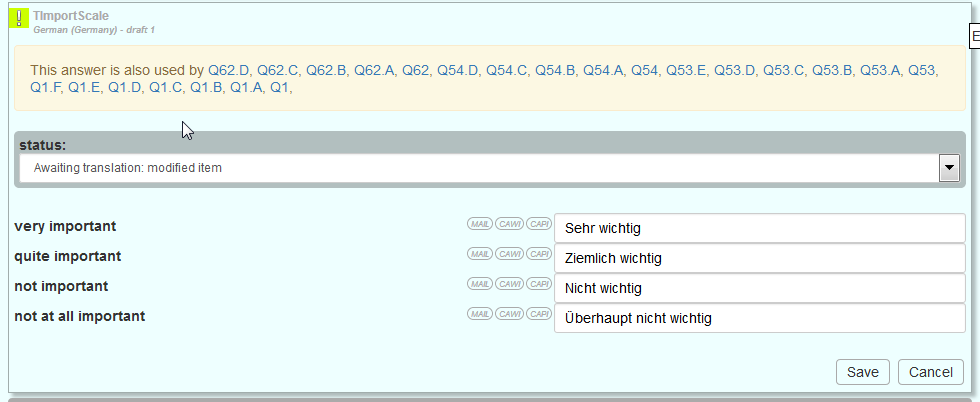 ! TImportScale
German (Germany) - draft 1
E
This answer is also used by Q62.D, Q62.C, Q62.B, Q62.A, Q62, Q54.D, Q54.C, Q54.B, Q54.A, Q54, Q53.E, Q53.D, Q53.C, Q53.B, Q53.A, Q53,
Q1.F, Q1.E, Q1.D, Q1.C, Q1.B, Q1.A, Q1,
status:
Awaiting translation: modified item
very important MAIL CAWI CAPI Sehr wichtig
quite important MAIL CAWI CAPI Ziemlich wichtig
not important MAIL CAWI CAPI Nicht wichtig
not at all important MAIL CAWI CAPI Überhaupt nicht wichtig
Save Cancel